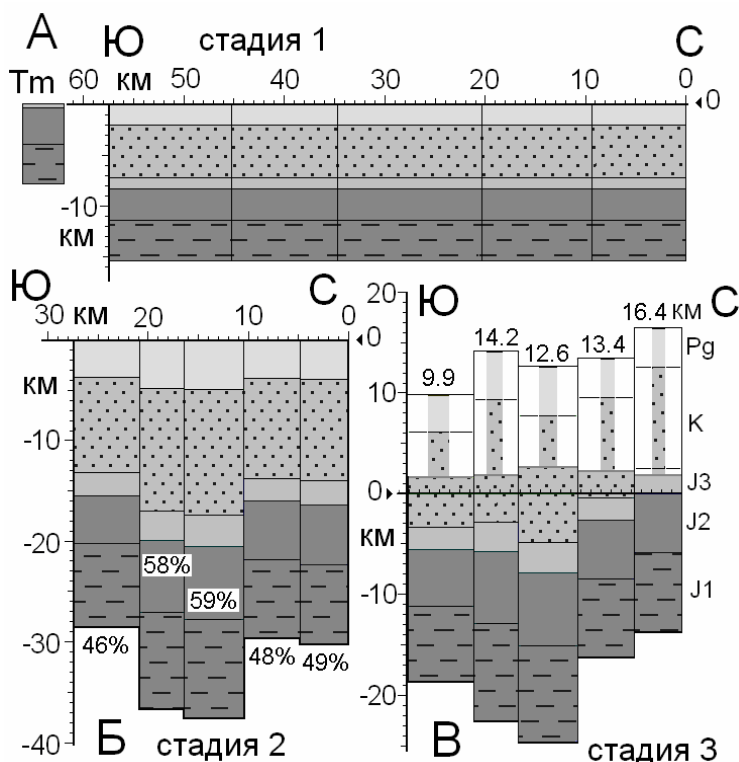 А Ю стадия 1 С
Tm 60 км 50 40 30 20 10 0
0
-10
км
Ю С
30 км 20 10 0
0
км
-10
-20
-30
-40
58%
59%
46%
48%
49%
Б стадия 2
20
10
0
км
-10
-20
Ю С
9.9
14.2
12.6
13.4
16.4 км
Pg
K
J3
J2
J1
В стадия 3